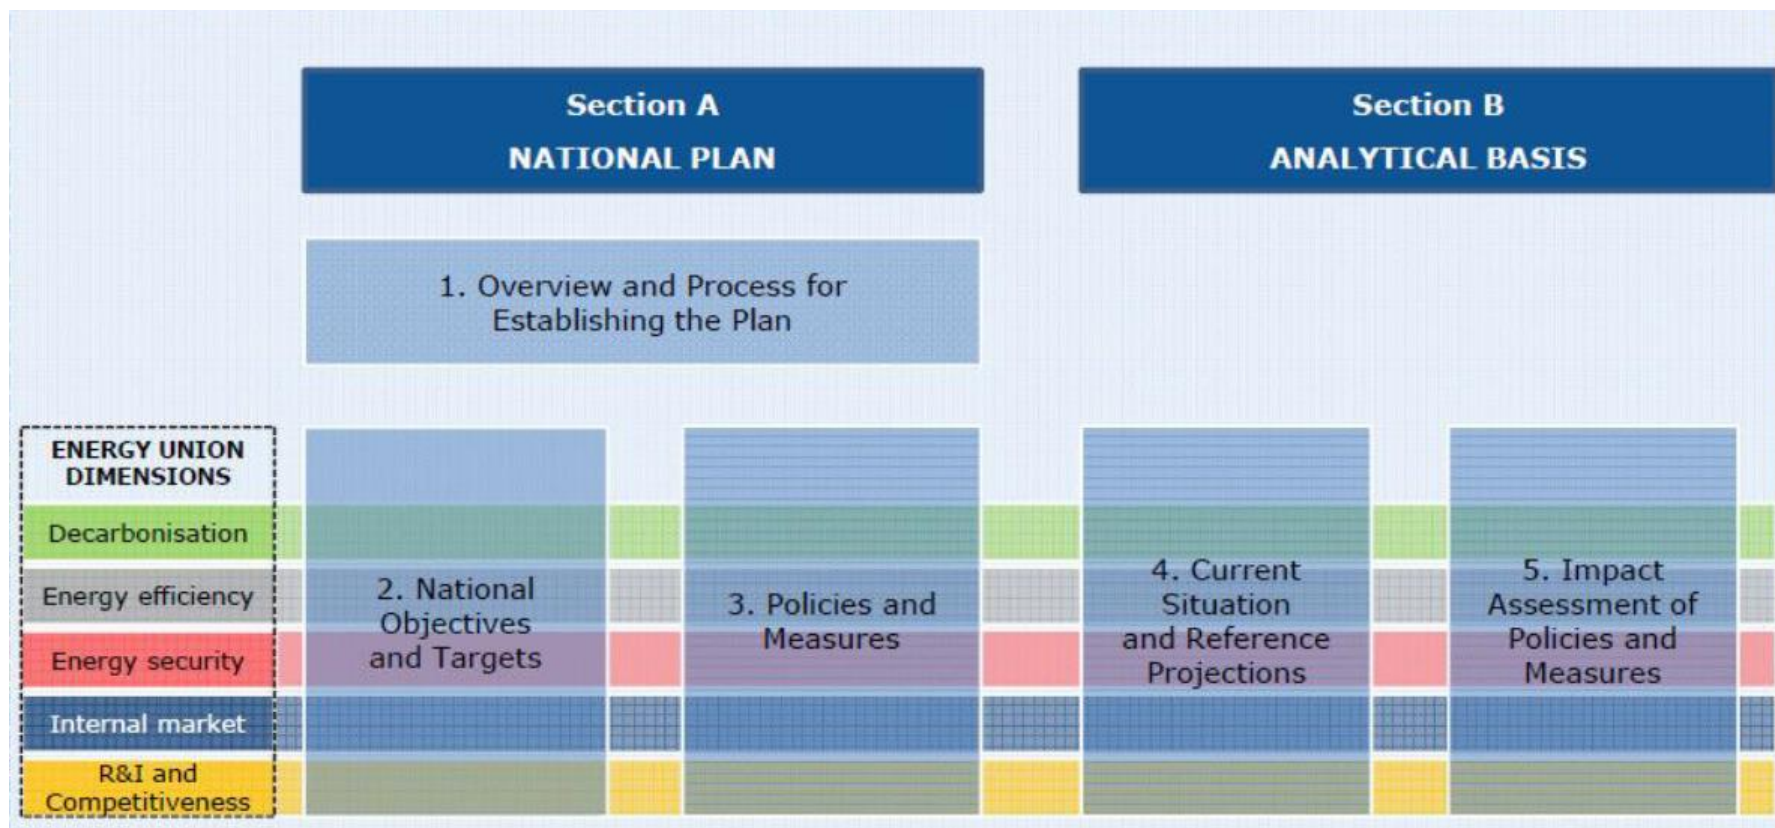 Section A
NATIONAL PLAN
Section B
ANALYTICAL BASIS
1. Overview and Process for
Establishing the Plan
ENERGY UNION
DIMENSIONS
Decarbonisation
Energy efficiency
Energy security
Internal market
R&I and
Competitiveness
2. National
Objectives
and Targets
3. Policies and
Measures
4. Current
Situation
and Reference
Projections
5. Impact
Assessment of
Policies and
Measures